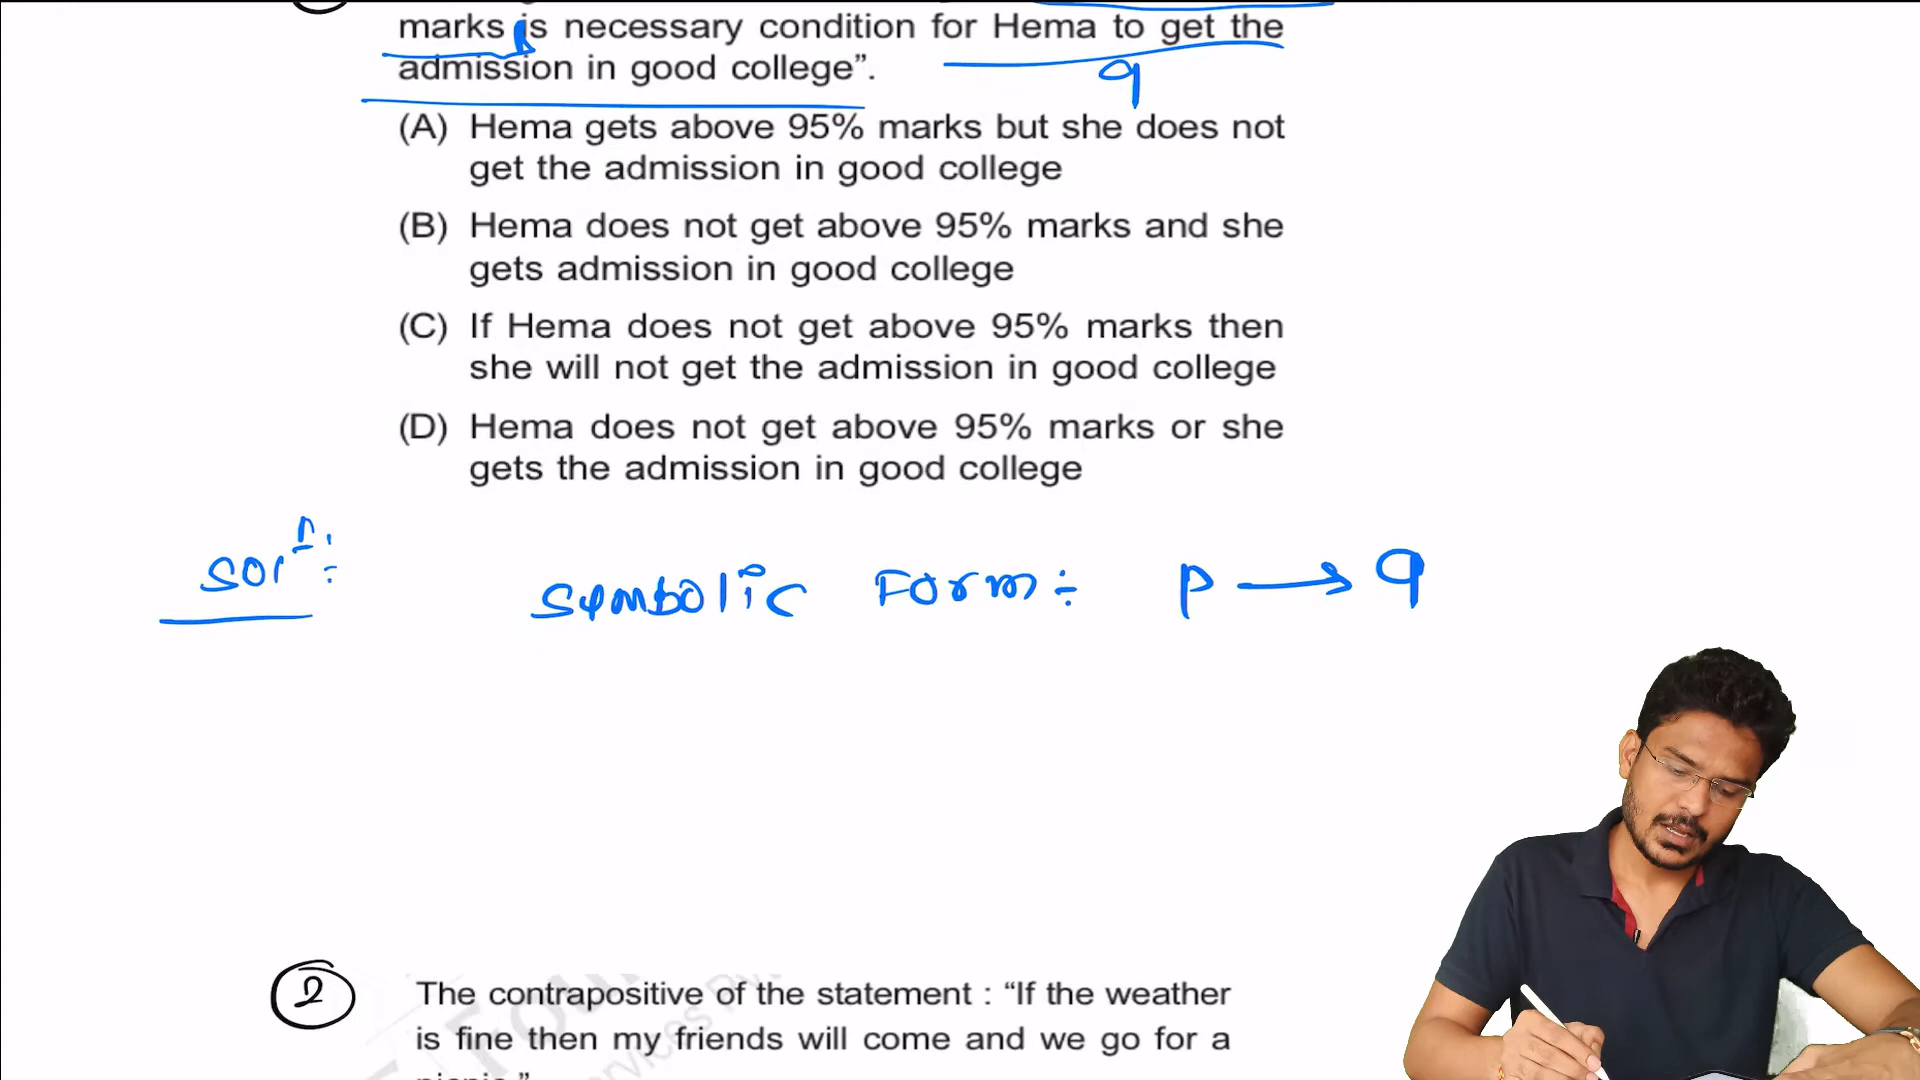 marks is necessary condition for Hema to get the
admission in good college”.
q
(A) Hema gets above 95% marks but she does not
get the admission in good college
(B) Hema does not get above 95% marks and she
gets admission in good college
(C) If Hema does not get above 95% marks then
she will not get the admission in good college
(D) Hema does not get above 95% marks or she
gets the admission in good college
Solⁿ:
Symbolic Form÷ p → q
2 The contrapositive of the statement : “If the weather
is fine then my friends will come and we go for a